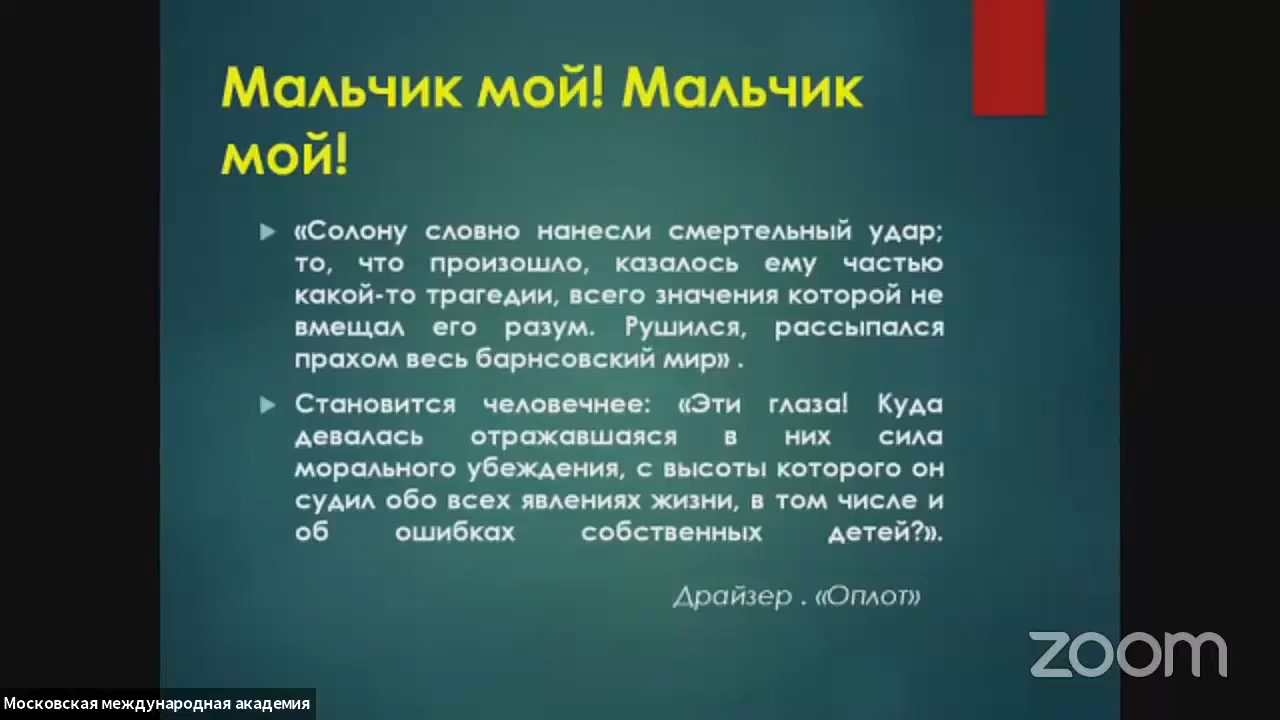 Мальчик мой! Мальчик
мой!
«Солону словно нанесли смертельный удар;
то, что произошло, казалось ему частью
какой-то трагедии, всего значения которой не
вмещал его разум. Рушился, рассыпался
прахом весь барнсовский мир» .
Становится человечнее: «Эти глаза! Куда
девалась отражавшаяся в них сила
морального убеждения, с высоты которого он
судил обо всех явлениях жизни, в том числе и
об ошибках собственных детей?».
Драйзер . «Оплот»
zoom
Московская международная академия